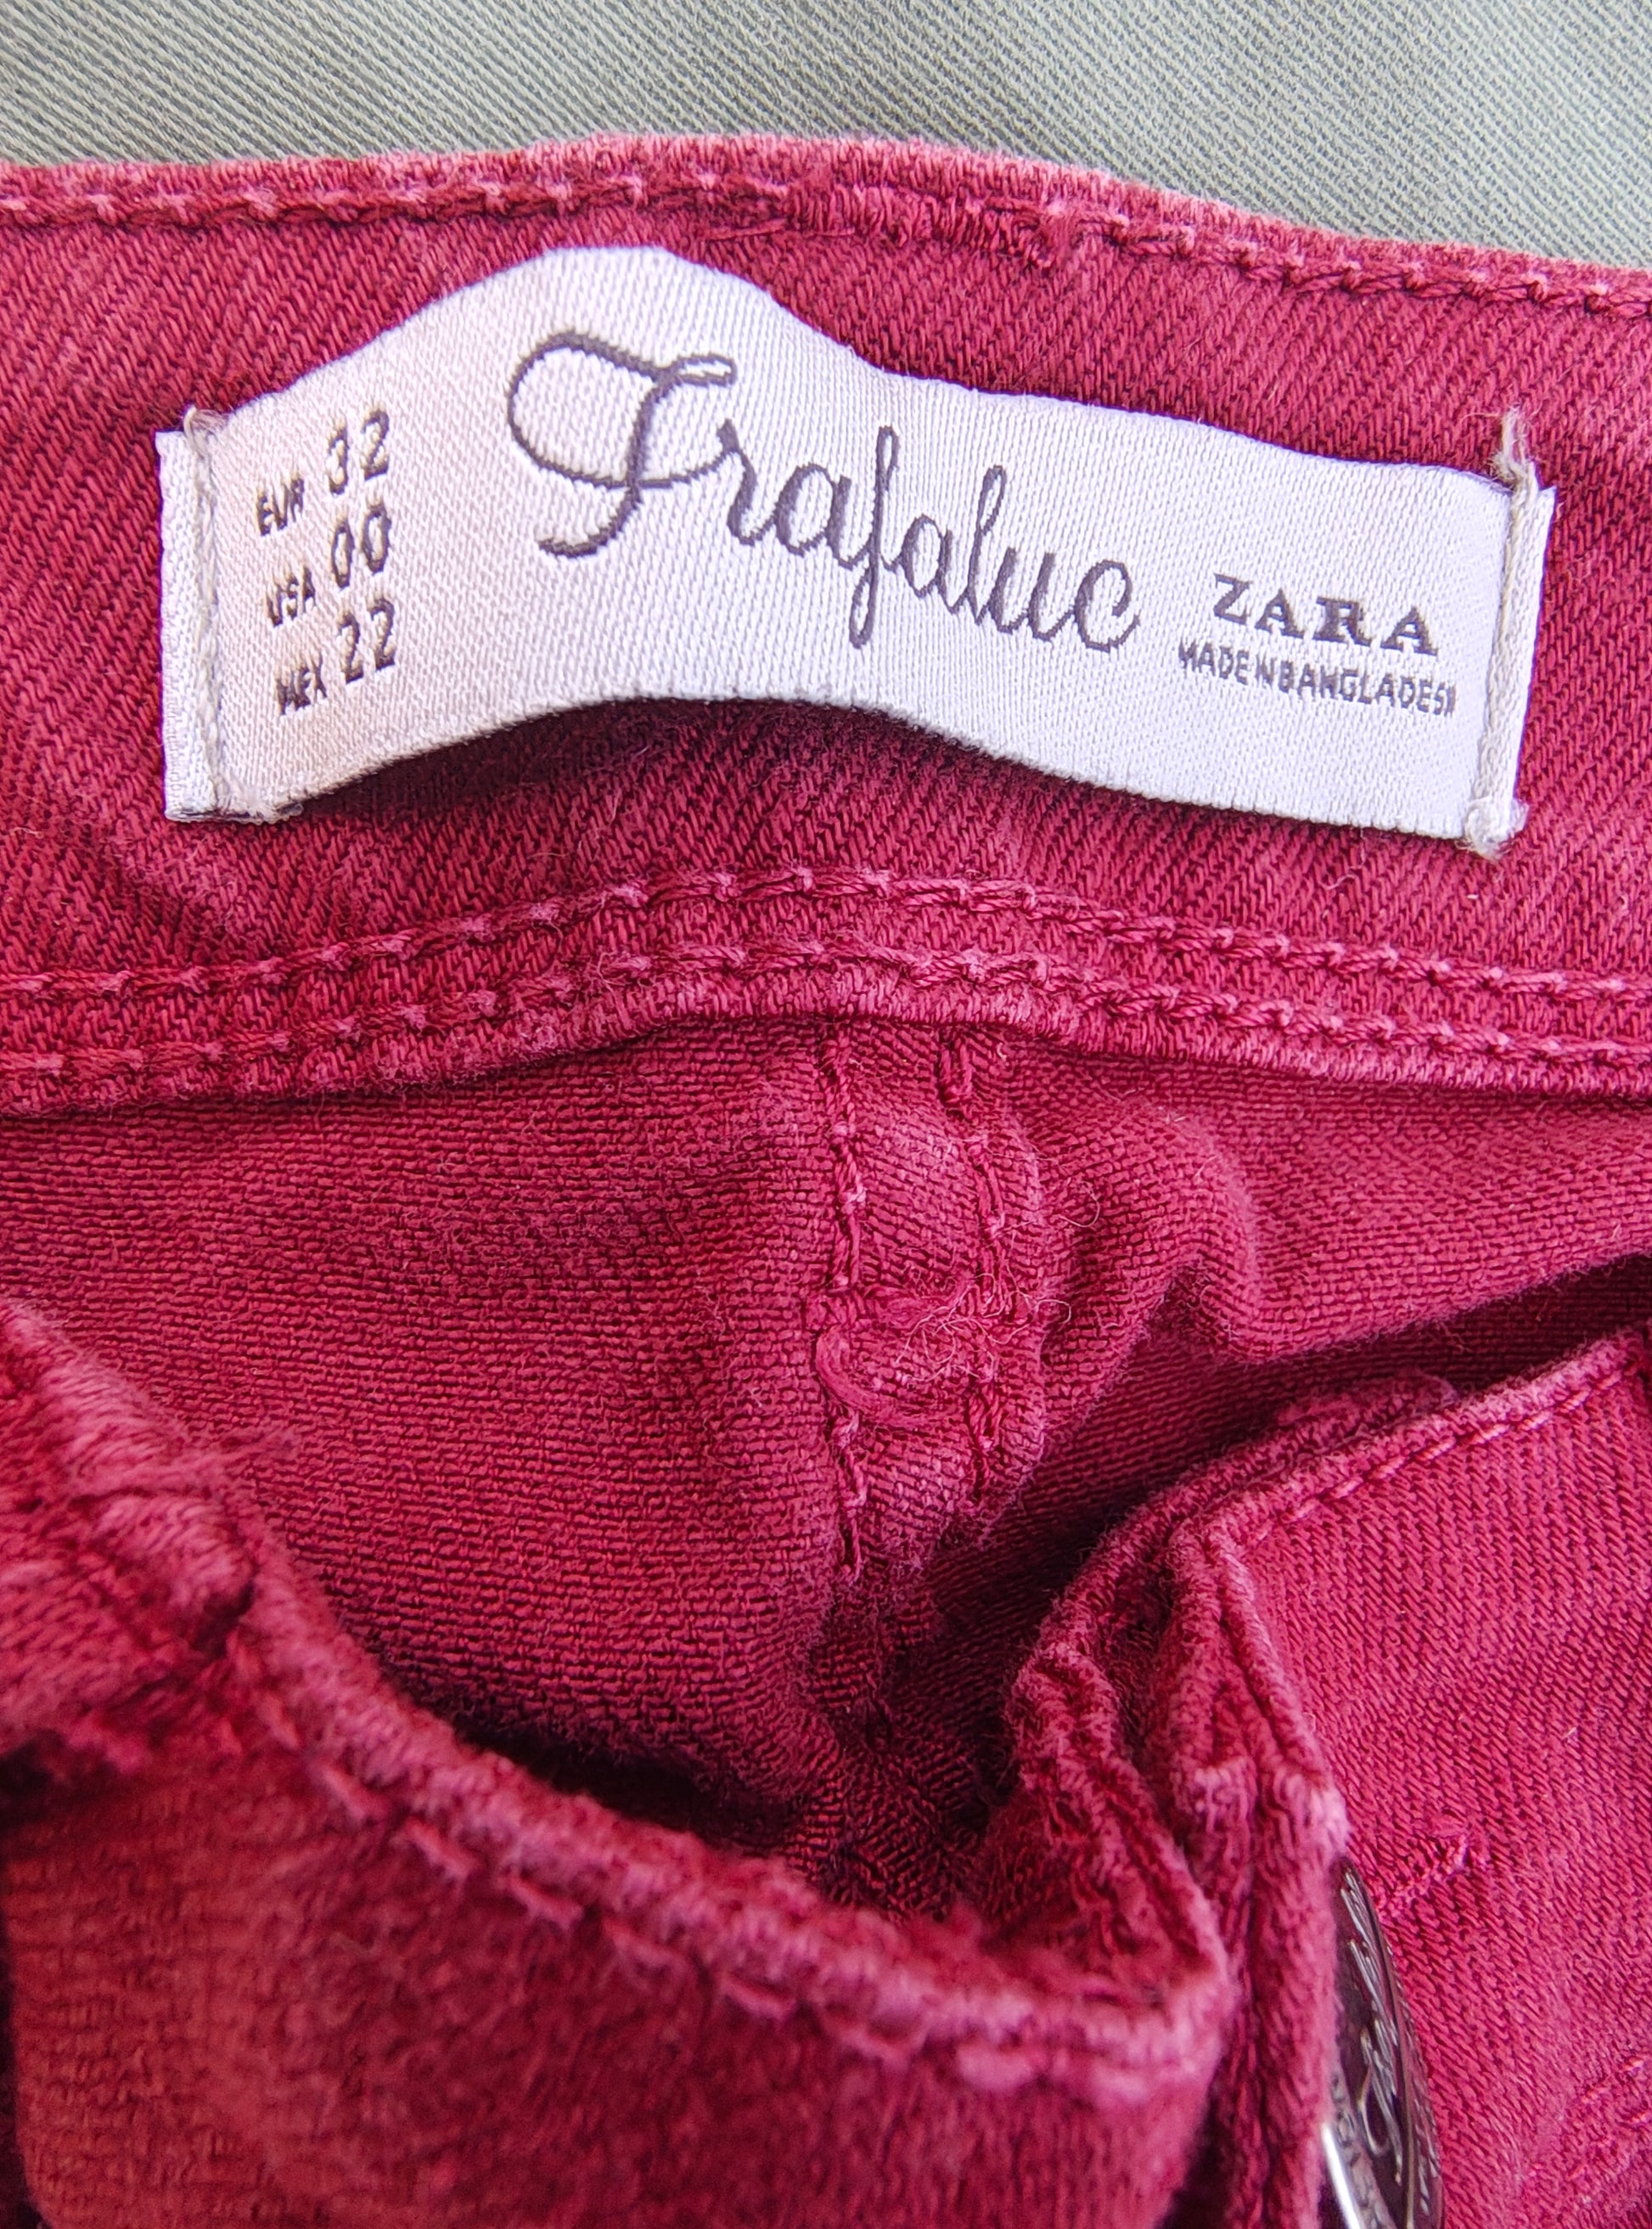 EUR 32
USA 00
MEX 22
Trafaluc
ZARA
MADE IN BANGLADESH